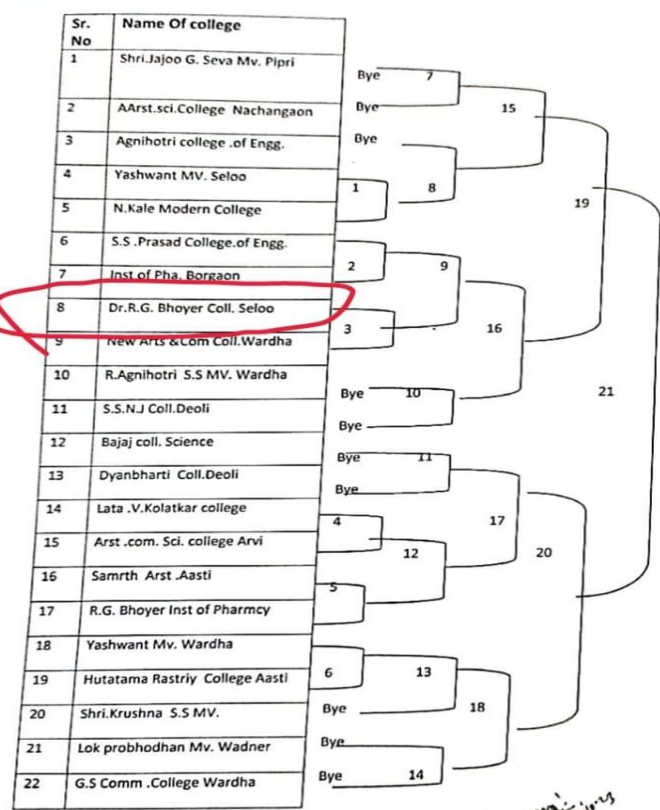 Sr. No Name Of college
1 Shri.Jajoo G. Seva Mv. Pipri
Bye 7
2 AArst.sci.College Nachangaon
Bye 15
3 Agnihotri college .of Engg.
Bye
4 Yashwant MV. Seloo
1 8
5 N.Kale Modern College
19
6 S.S .Prasad College.of Engg.
2 9
7 Inst of Pha. Borgaon
8 Dr.R.G. Bhoyer Coll. Seloo
3 16
9 New Arts &Com Coll.Wardha
10 R.Agnihotri S.S MV. Wardha
Bye 10 21
11 S.S.N.J Coll.Deoli
Bye
12 Bajaj coll. Science
Bye 11
13 Dyanbharti Coll.Deoli
Bye
14 Lata .V.Kolatkar college
4 17
15 Arst .com. Sci. college Arvi
12 20
16 Samrth Arst .Aasti
5
17 R.G. Bhoyer Inst of Pharmcy
18 Yashwant Mv. Wardha
6 13
19 Hutatama Rastriy College Aasti
20 Shri.Krushna S.S MV.
Bye 18
21 Lok probhodhan Mv. Wadner
Bye
22 G.S Comm .College Wardha
Bye 14